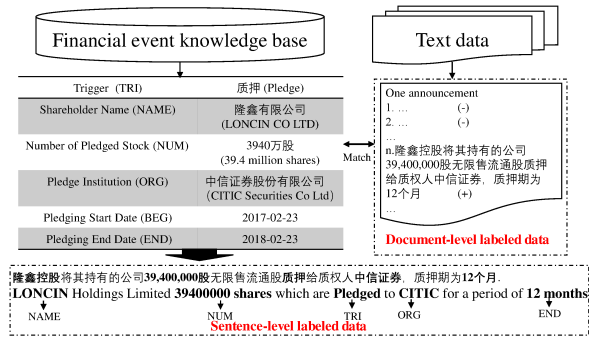 Financial event knowledge base
Text data
Trigger (TRI) 质押 (Pledge)
Shareholder Name (NAME) 隆鑫有限公司
(LONCIN CO LTD)
Number of Pledged Stock (NUM) 3940万股
(39.4 million shares)
Pledge Institution (ORG) 中信证券股份有限公司
(CITIC Securities Co Ltd)
Pledging Start Date (BEG) 2017-02-23
Pledging End Date (END) 2018-02-23
Match
One announcement
1. ... (-)
2. ... (-)
...
n.隆鑫控股将其持有的公司
39,400,000股无限售流通股质押
给质权人中信证券，质押期为
12个月 (+)
...
Document-level labeled data
隆鑫控股将其持有的公司39,400,000股无限售流通股质押给质权人中信证券，质押期为12个月.
LONCIN Holdings Limited 39400000 shares which are Pledged to CITIC for a period of 12 months
NAME NUM TRI ORG END
Sentence-level labeled data